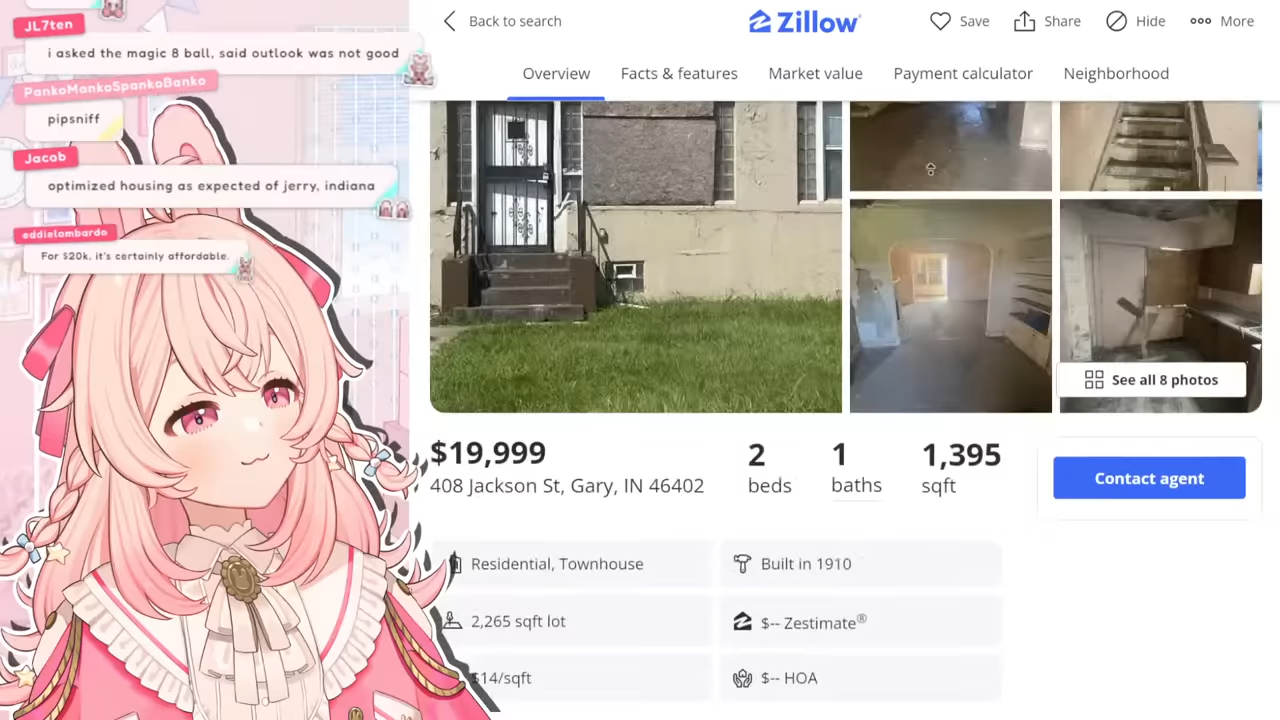 JL7ten
i asked the magic 8 ball, said outlook was not good
PankoMankoSpankoBanko
pipsniff
Jacob
optimized housing as expected of jerry, indiana
eddielombardo
For $20k, it's certainly affordable.
Back to search
Zillow
Save
Share
Hide
More
Overview
Facts & features
Market value
Payment calculator
Neighborhood
See all 8 photos
$19,999
408 Jackson St, Gary, IN 46402
2
beds
1
baths
1,395
sqft
Contact agent
Residential, Townhouse
Built in 1910
2,265 sqft lot
$-- Zestimate®
$14/sqft
$-- HOA